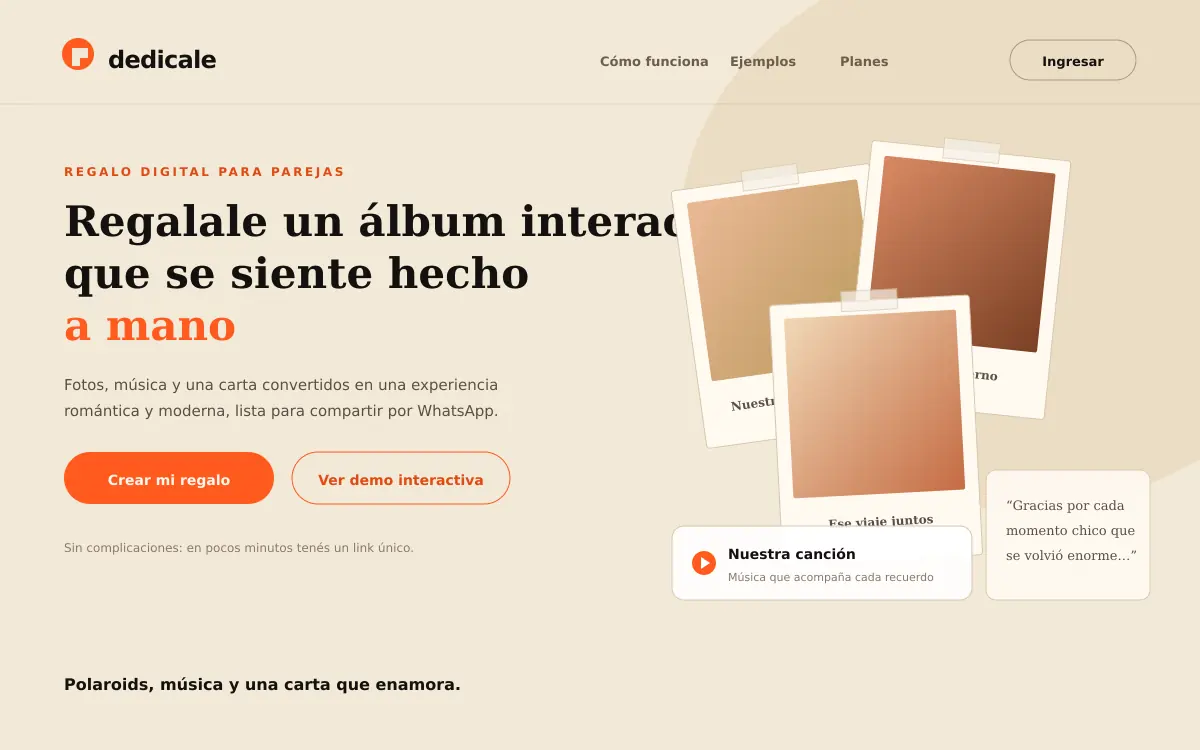 dedicale
Cómo funciona
Ejemplos
Planes
Ingresar
REGALO DIGITAL PARA PAREJAS
Regalale un álbum
que se siente hecho
a mano
Fotos, música y una carta convertidos en una experiencia
romántica y moderna, lista para compartir por WhatsApp.
Crear mi regalo
Ver demo interactiva
Sin complicaciones: en pocos minutos tenés un link único.
Ese viaje juntos
Nuestra canción
Música que acompaña cada recuerdo
“Gracias por cada
momento chico que
se volvió enorme…”
Polaroids, música y una carta que enamora.